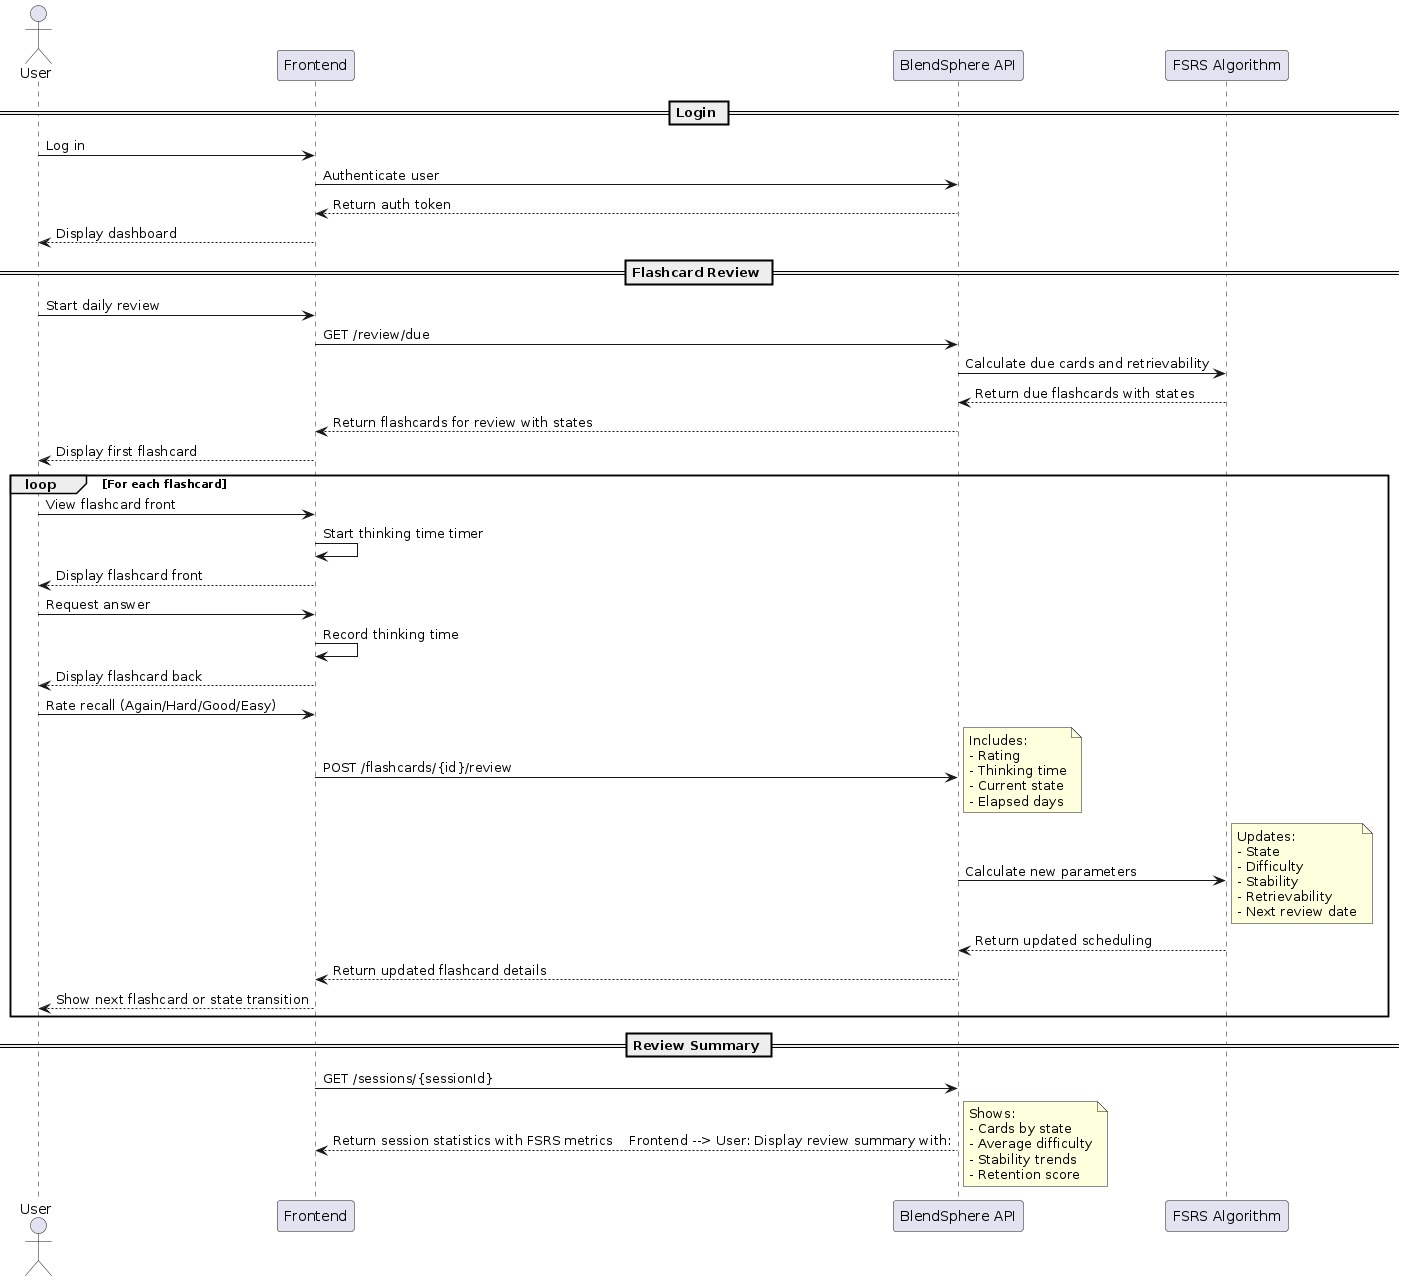 User
Frontend
BlendSphere API
FSRS Algorithm
Login
Log in
Authenticate user
Return auth token
Display dashboard
Flashcard Review
Start daily review
GET /review/due
Calculate due cards and retrievability
Return due flashcards with states
Return flashcards for review with states
Display first flashcard
loop
[For each flashcard]
View flashcard front
Start thinking time timer
Display flashcard front
Request answer
Record thinking time
Display flashcard back
Rate recall (Again/Hard/Good/Easy)
POST /flashcards/{id}/review
Includes:
- Rating
- Thinking time
- Current state
- Elapsed days
Calculate new parameters
Updates:
- State
- Difficulty
- Stability
- Retrievability
- Next review date
Return updated scheduling
Return updated flashcard details
Show next flashcard or state transition
Review Summary
GET /sessions/{sessionId}
Return session statistics with FSRS metrics    Frontend --> User: Display review summary with:
Shows:
- Cards by state
- Average difficulty
- Stability trends
- Retention score
User
Frontend
BlendSphere API
FSRS Algorithm